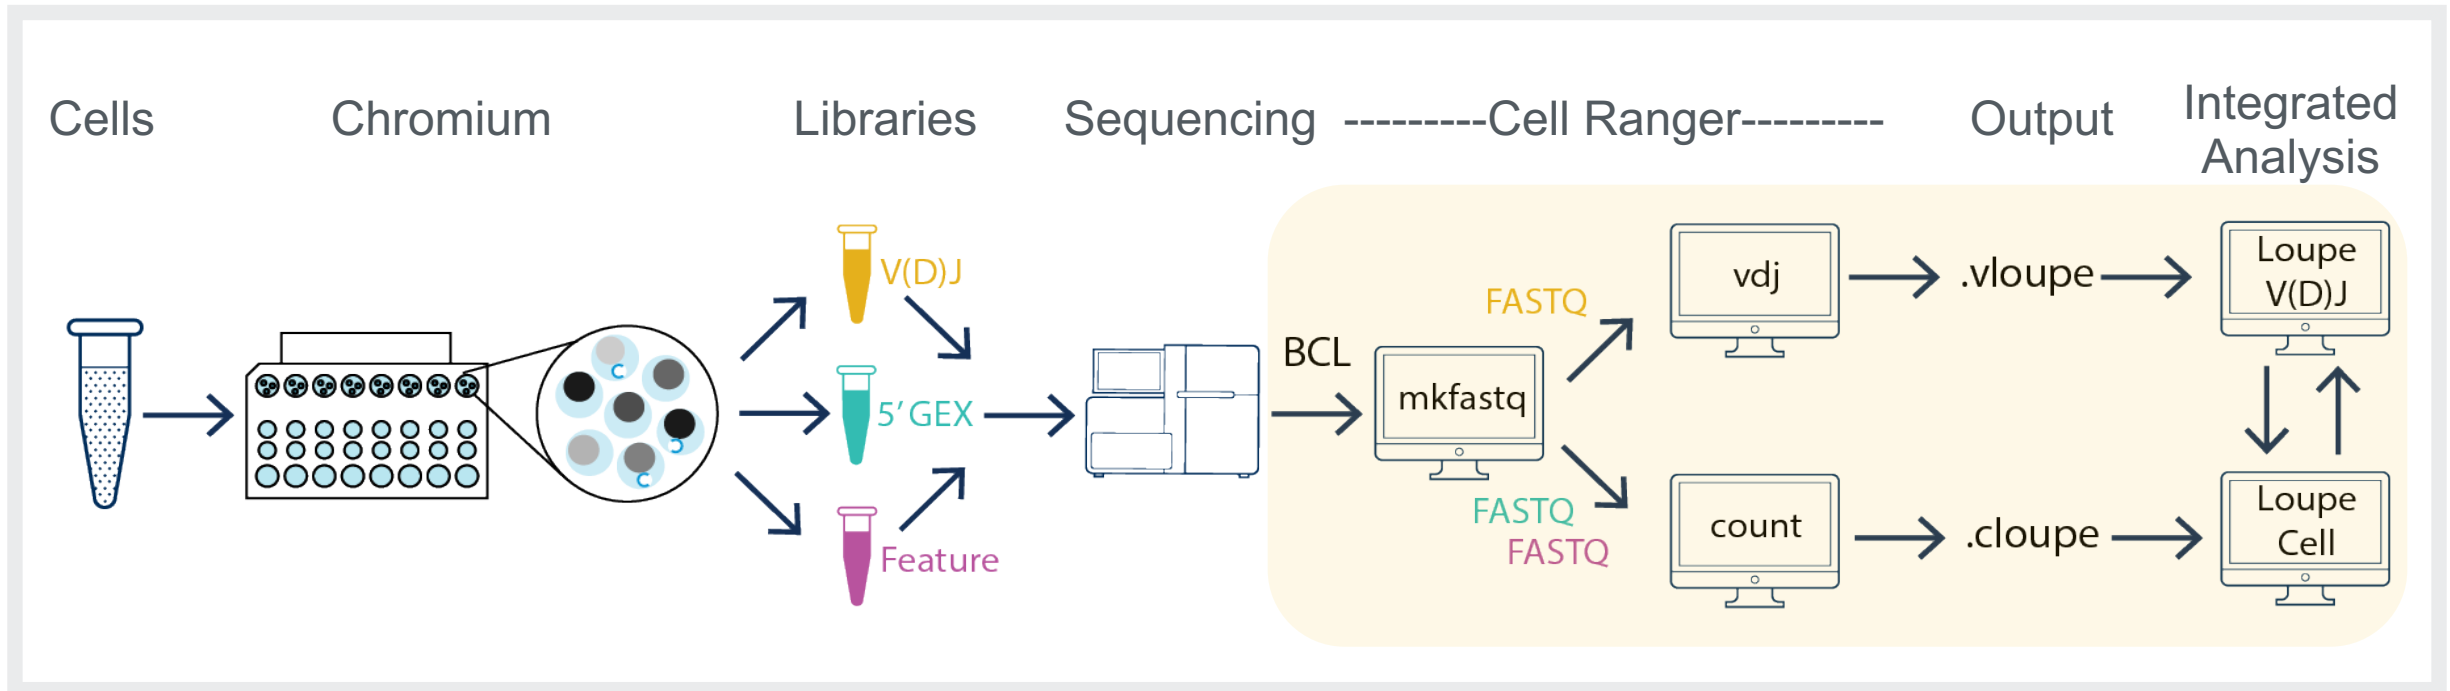 Cells
Chromium
Libraries
Sequencing
---------Cell Ranger---------
Output
Integrated
Analysis
V(D)J
5' GEX
Feature
BCL
mkfastq
FASTQ
FASTQ
FASTQ
vdj
count
.vloupe
.cloupe
Loupe
V(D)J
Loupe
Cell